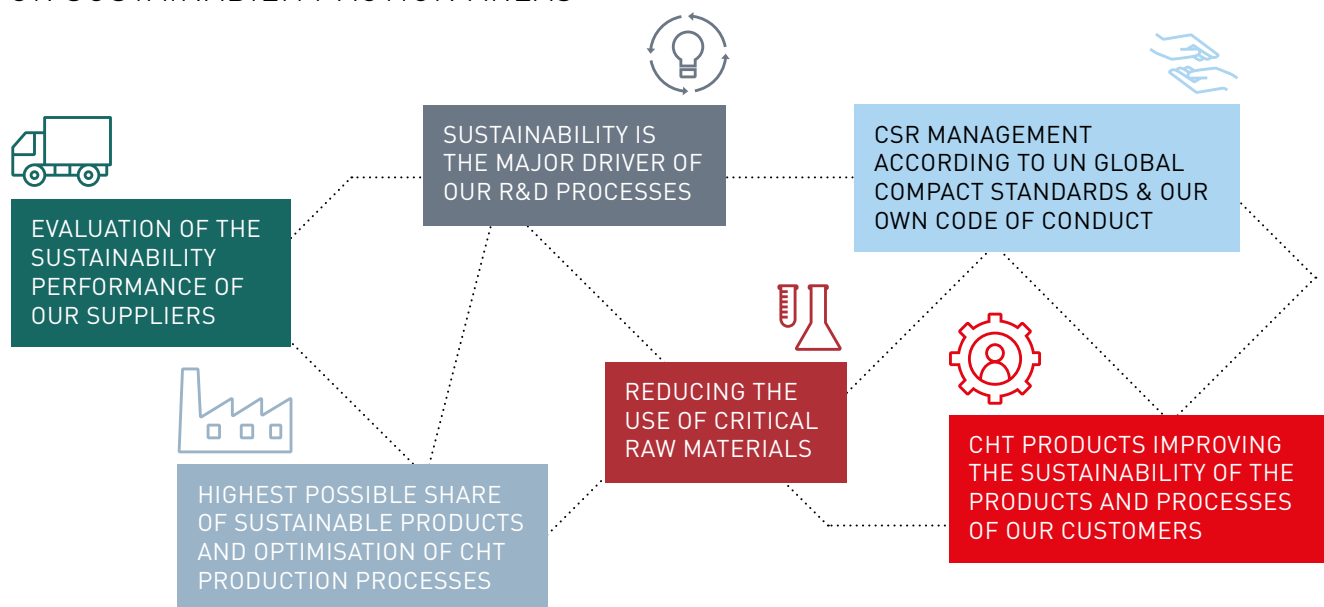 SUSTAINABILITY ACTION AREAS
SUSTAINABILITY IS
THE MAJOR DRIVER OF
OUR R&D PROCESSES
CSR MANAGEMENT
ACCORDING TO UN GLOBAL
COMPACT STANDARDS & OUR
OWN CODE OF CONDUCT
EVALUATION OF THE
SUSTAINABILITY
PERFORMANCE OF
OUR SUPPLIERS
REDUCING THE
USE OF CRITICAL
RAW MATERIALS
CHT PRODUCTS IMPROVING
THE SUSTAINABILITY OF THE
PRODUCTS AND PROCESSES
OF OUR CUSTOMERS
HIGHEST POSSIBLE SHARE
OF SUSTAINABLE PRODUCTS
AND OPTIMISATION OF CHT
PRODUCTION PROCESSES